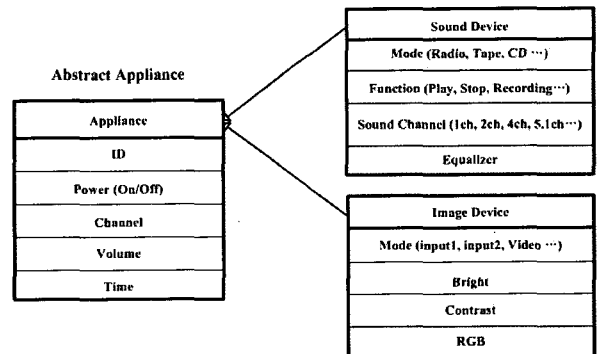 Abstract Appliance
Appliance
ID
Power (On/Off)
Channel
Volume
Time
Sound Device
Mode (Radio, Tape, CD ···)
Function (Play, Stop, Recording···)
Sound Channel (1ch, 2ch, 4ch, 5.1ch···)
Equalizer
Image Device
Mode (input1, input2, Video ···)
Bright
Contrast
RGB